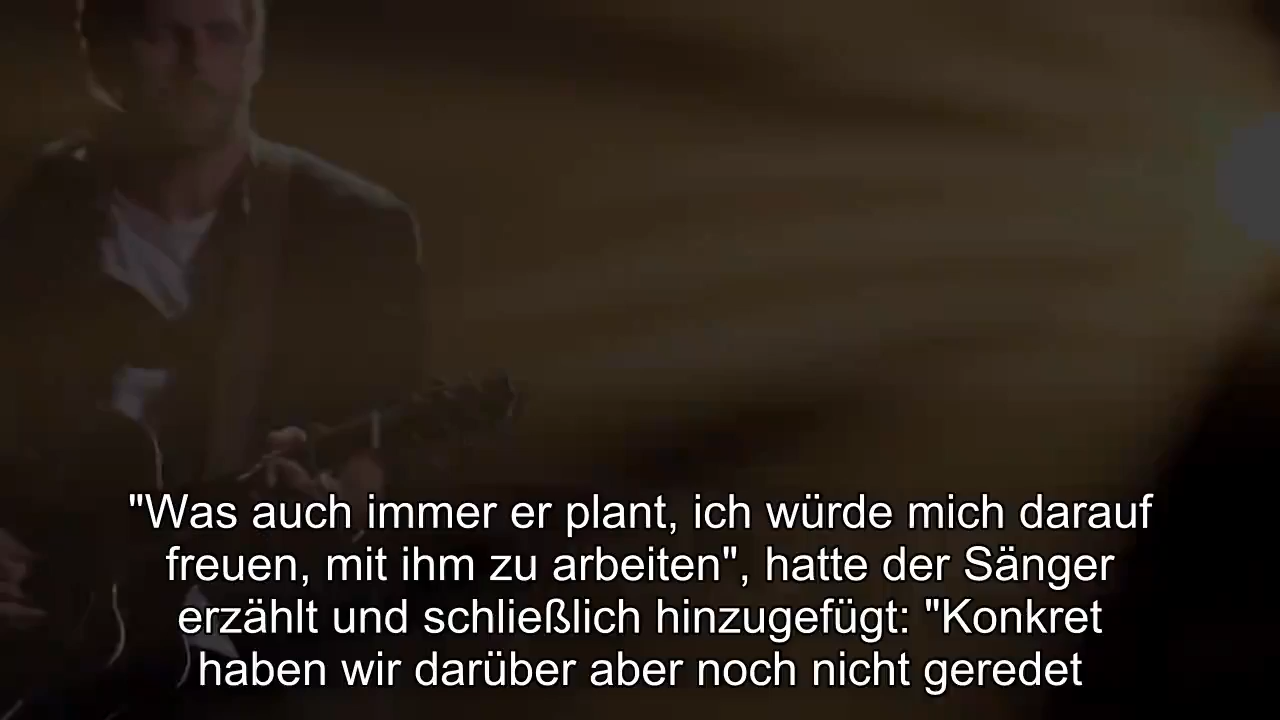 "Was auch immer er plant, ich würde mich darauf
freuen, mit ihm zu arbeiten", hatte der Sänger
erzählt und schließlich hinzugefügt: "Konkret
haben wir darüber aber noch nicht geredet